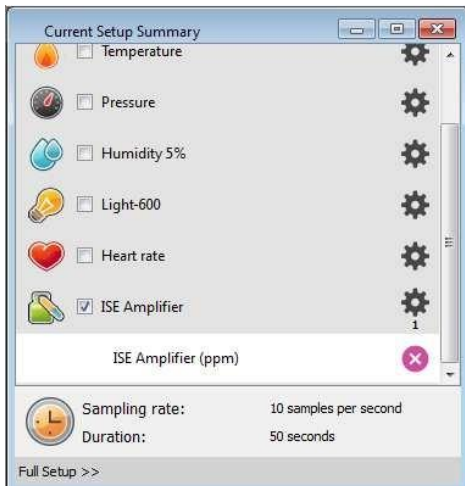 Current Setup Summary
Temperature
Pressure
Humidity 5%
Light-600
Heart rate
ISE Amplifier
1
ISE Amplifier (ppm)
Sampling rate: 10 samples per second
Duration: 50 seconds
Full Setup >>